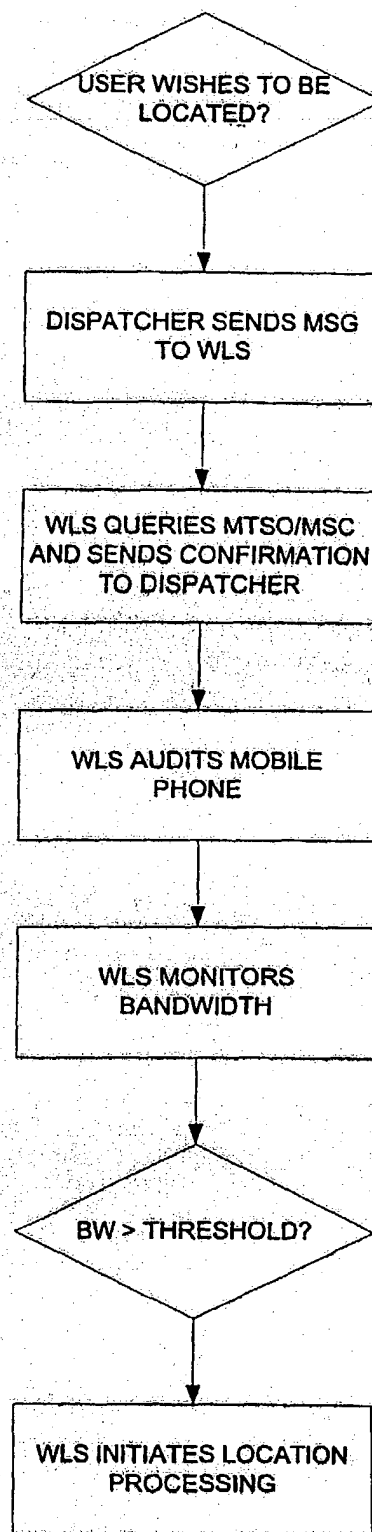 USER WISHES TO BE
LOCATED?
DISPATCHER SENDS MSG
TO WLS
WLS QUERIES MTSO/MSC
AND SENDS CONFIRMATION
TO DISPATCHER
WLS AUDITS MOBILE
PHONE
WLS MONITORS
BANDWIDTH
BW > THRESHOLD?
WLS INITIATES LOCATION
PROCESSING